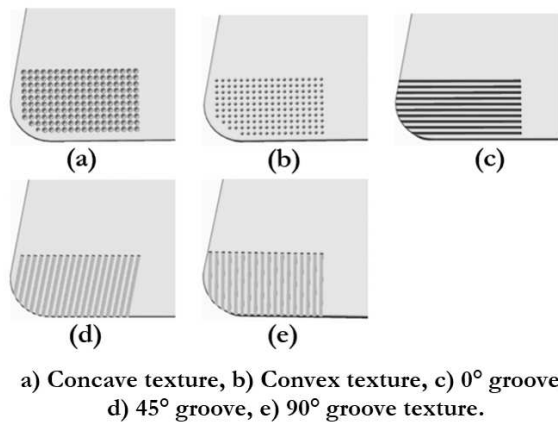 (a)
(b)
(c)
(d)
(e)
a) Concave texture, b) Convex texture, c) 0° groove
d) 45° groove, e) 90° groove texture.